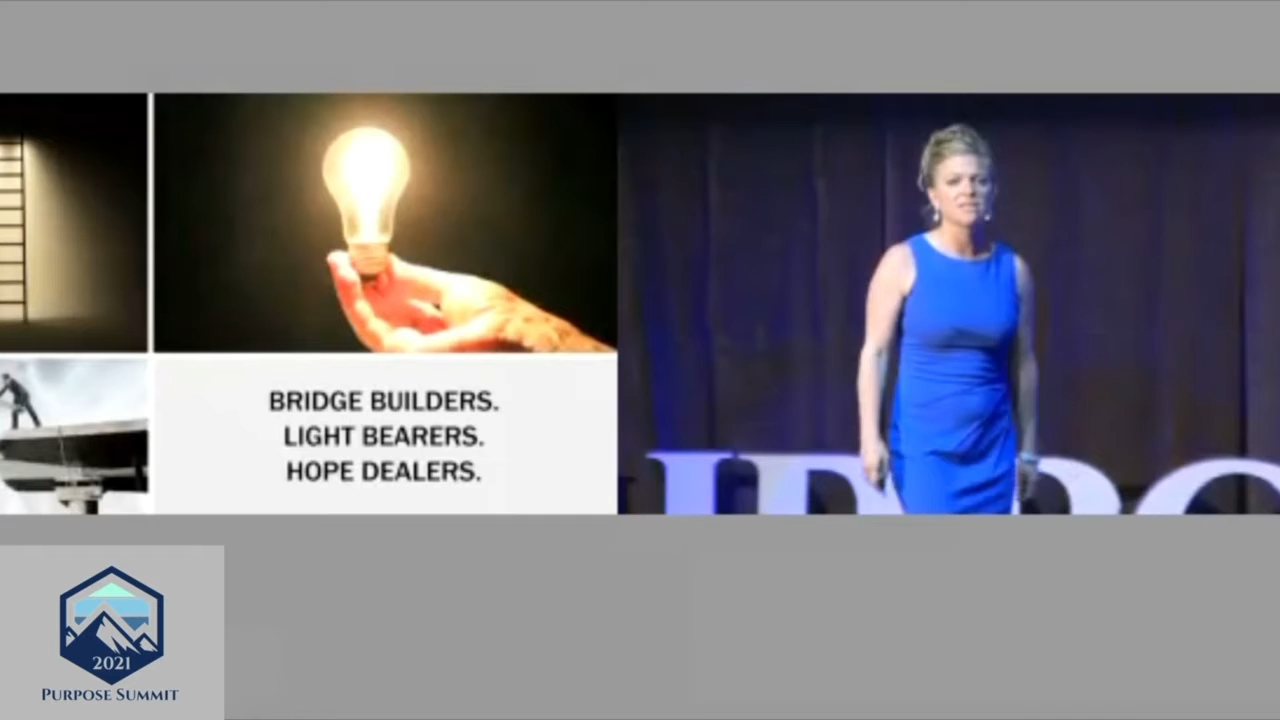 BRIDGE BUILDERS.
LIGHT BEARERS.
HOPE DEALERS.
2021
PURPOSE SUMMIT